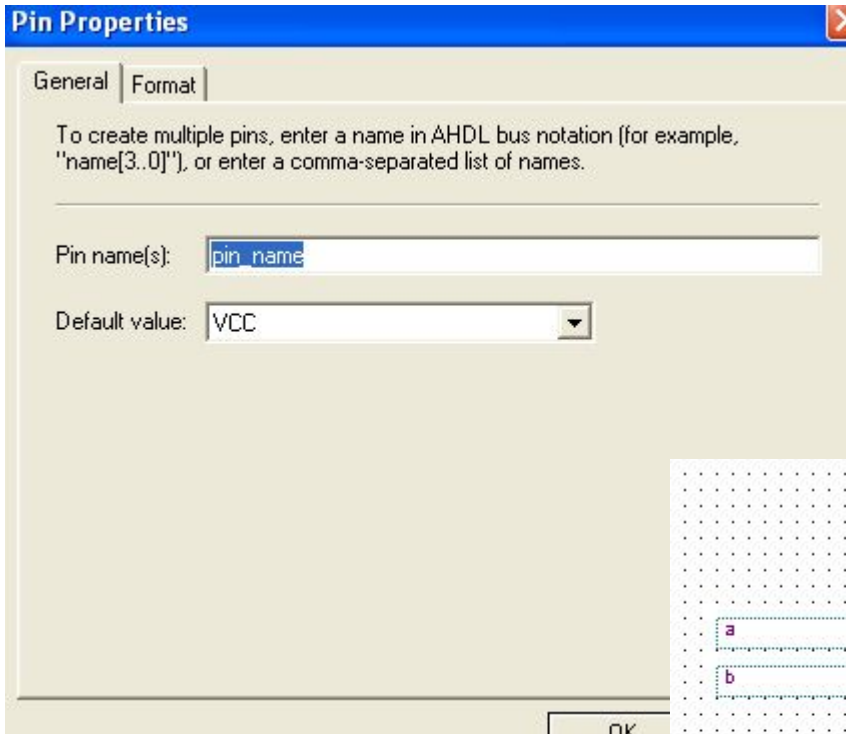 Pin Properties
General Format
To create multiple pins, enter a name in AHDL bus notation (for example,
"name[3..0]"), or enter a comma-separated list of names.
Pin name(s): pin_name
Default value: VCC
a
b
OK